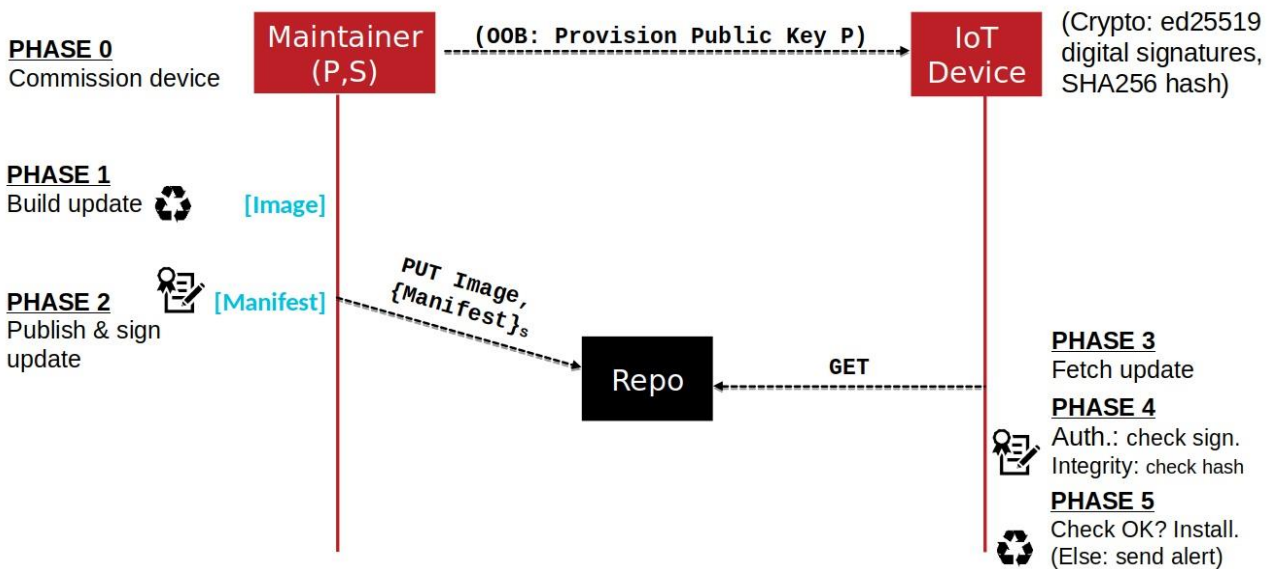 PHASE 0
Commission device
Maintainer
(P,S)
(OOB: Provision Public Key P)
IoT
Device
(Crypto: ed25519
digital signatures,
SHA256 hash)
PHASE 1
Build update
[Image]
PHASE 2
Publish & sign
update
[Manifest]
PUT Image,
{Manifest}s
Repo
GET
PHASE 3
Fetch update
PHASE 4
Auth.: check sign.
Integrity: check hash
PHASE 5
Check OK? Install.
(Else: send alert)